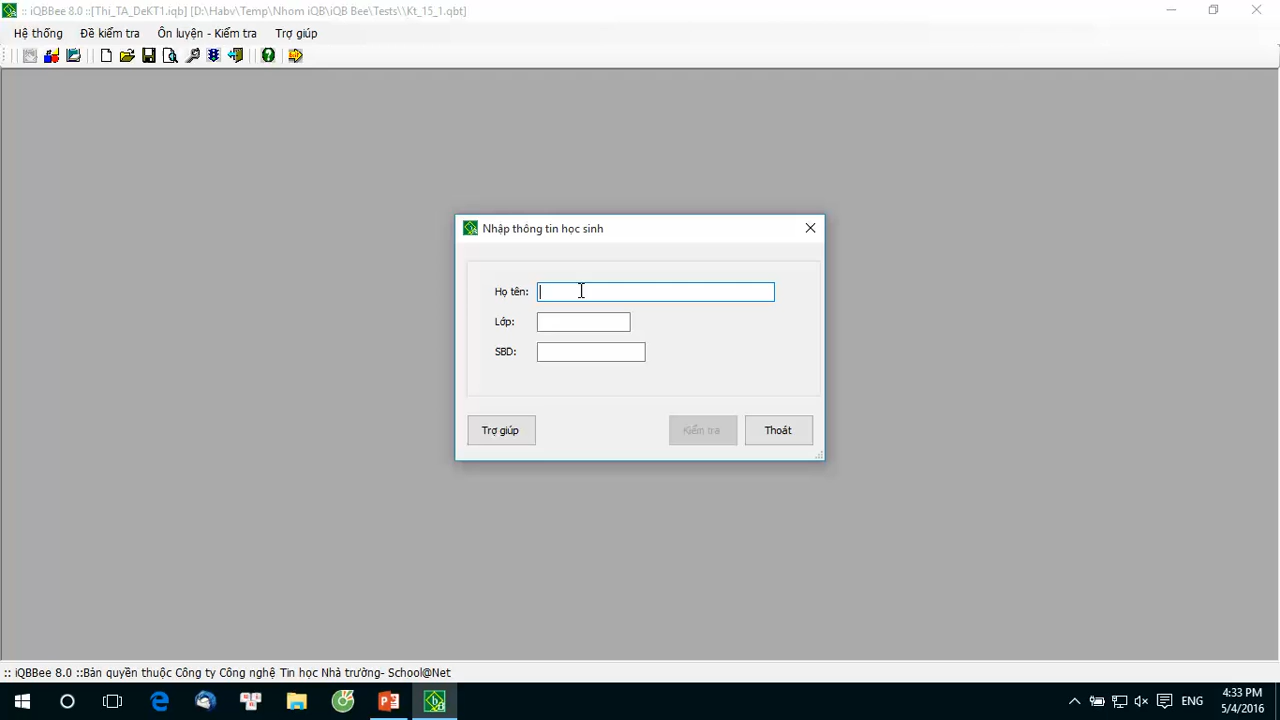 :: iQBBee 8.0 ::[Thi_TA_DeKT1.iqb] [D:\Habv\Temp\Nhom iQB\iQB Bee\Tests\\Kt_15_1.qbt]
Hệ thống Đề kiểm tra Ôn luyện - Kiểm tra Trợ giúp
Nhập thông tin học sinh
Họ tên:
Lớp:
SBD:
Trợ giúp Kiểm tra Thoát
:: iQBBee 8.0 ::Bản quyền thuộc Công ty Công nghệ Tin học Nhà trường- School@Net
ENG
4:33 PM
5/4/2016